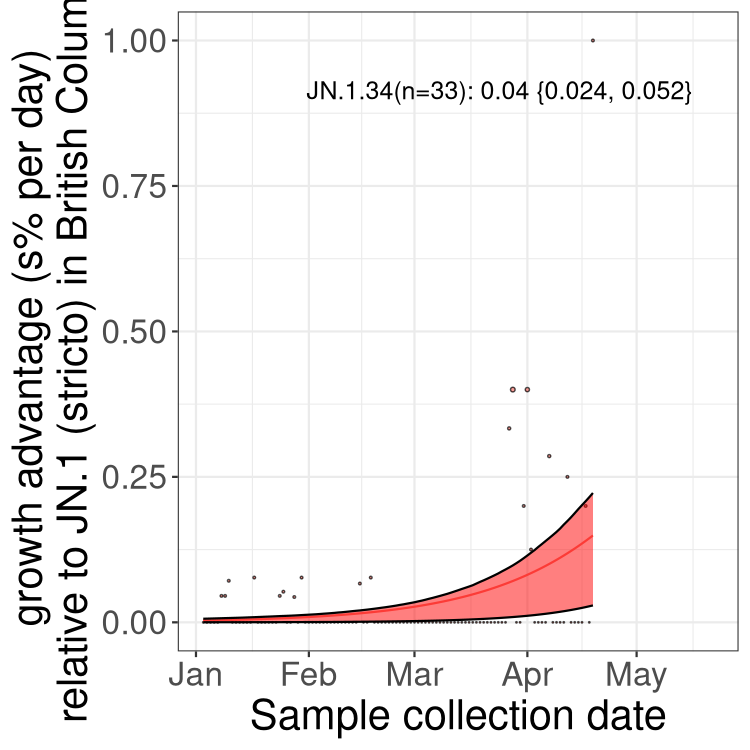 growth advantage (s% per day)
relative to JN.1 (stricto) in British Colum
1.00
0.75
0.50
0.25
0.00
JN.1.34(n=33): 0.04 {0.024, 0.052}
Jan Feb Mar Apr May
Sample collection date